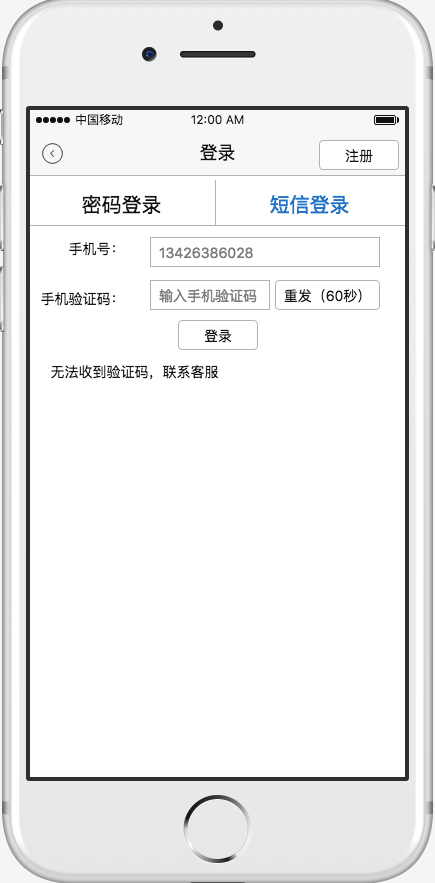 中国移动 12:00 AM
登录 注册
密码登录 短信登录
手机号： 13426386028
手机验证码： 输入手机验证码 重发（60秒）
登录
无法收到验证码，联系客服